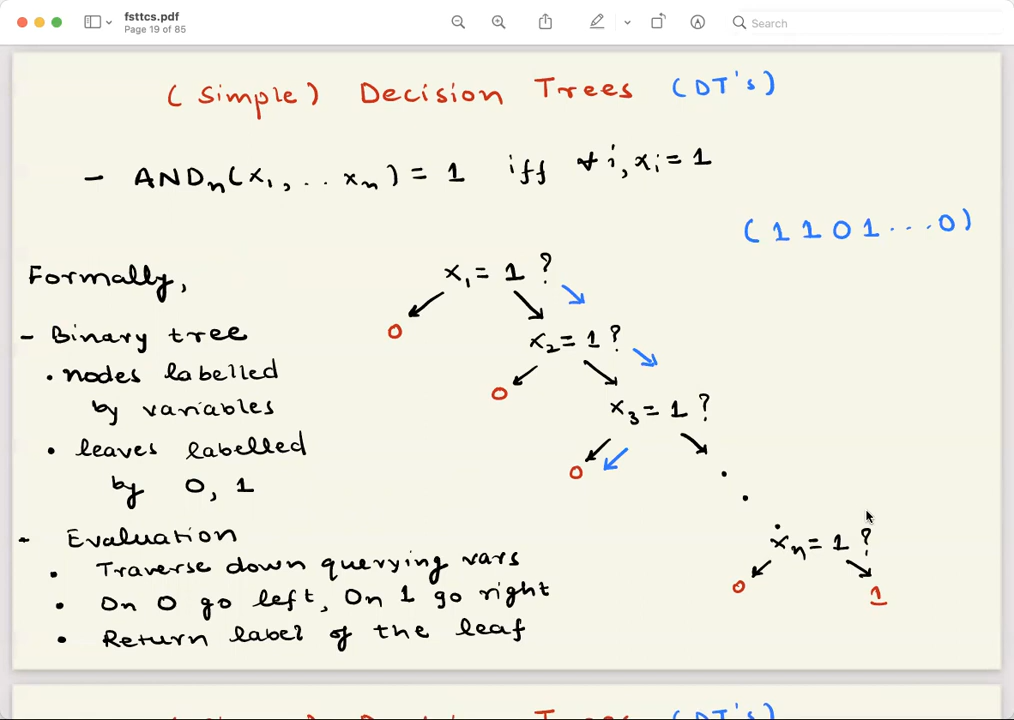 fsttcs.pdf
Page 19 of 85
Search
(Simple) Decision Trees (DT's)
- ANDn(x1, .. xn) = 1 iff ∀i, xi = 1
(1 1 0 1 ... 0)
Formally,
x1 = 1 ?
0
- Binary tree
x2 = 1 ?
• nodes labelled
0
by variables
x3 = 1 ?
• leaves labelled
0
by 0, 1
- Evaluation
xn = 1 ?
• Traverse down querying vars
0
1
• On 0 go left, On 1 go right
• Return label of the leaf